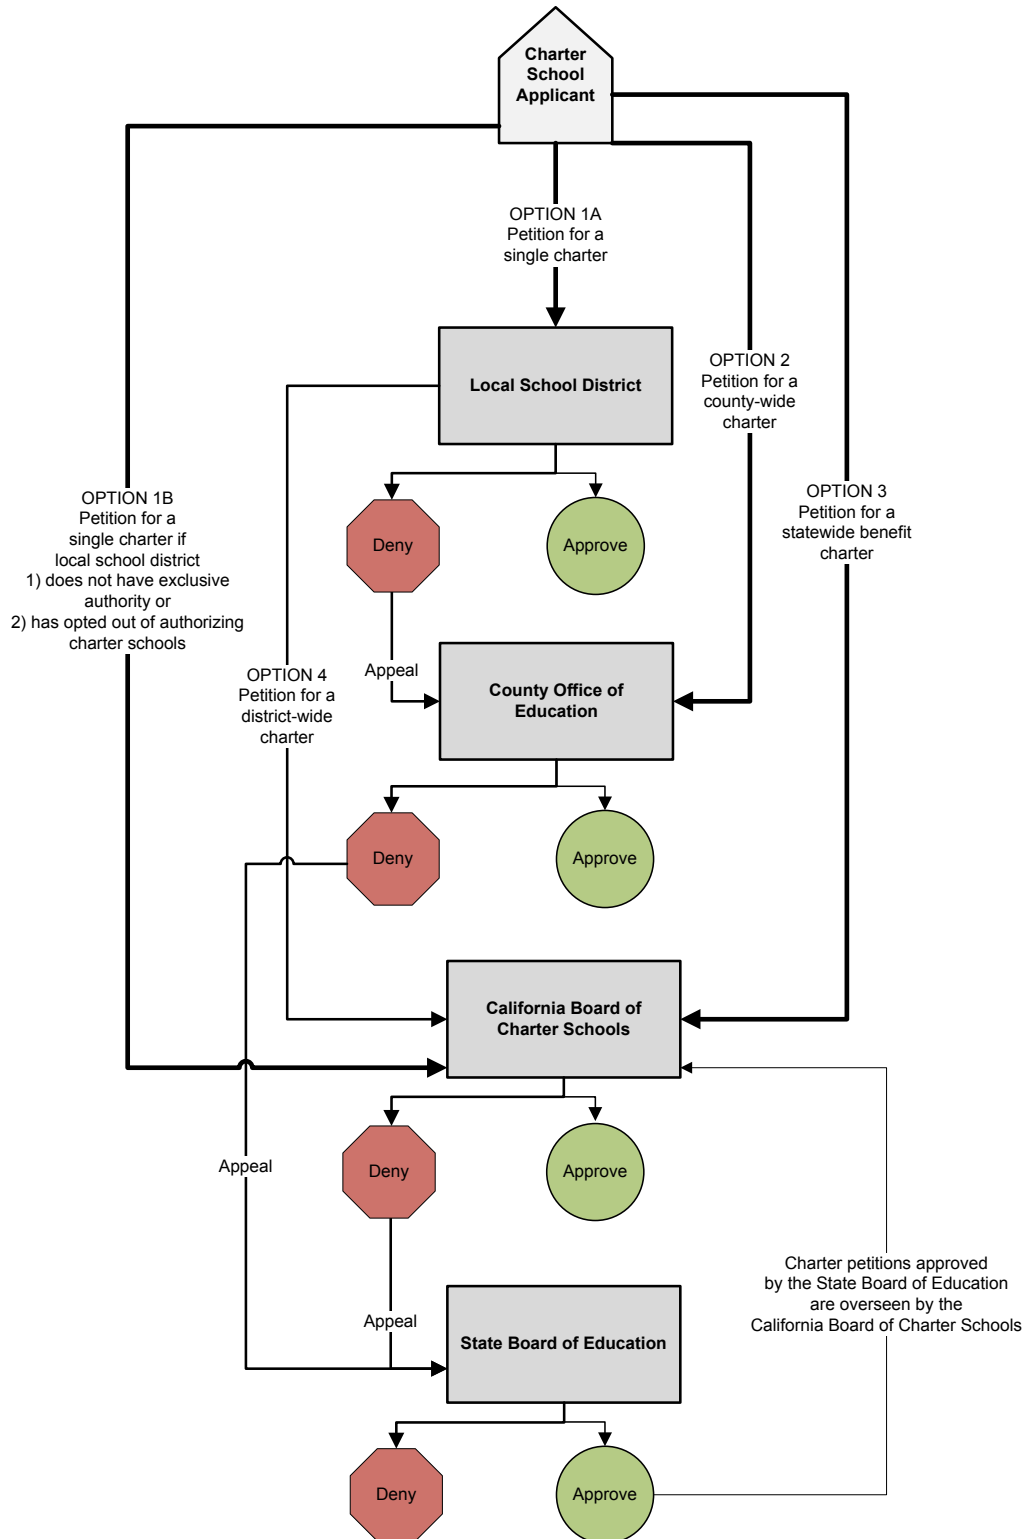 Charter
School
Applicant
OPTION 1A
Petition for a
single charter
Local School District
OPTION 2
Petition for a
county-wide
charter
OPTION 3
Petition for a
statewide benefit
charter
OPTION 1B
Petition for a
single charter if
local school district
1) does not have exclusive
authority or
2) has opted out of authorizing
charter schools
Deny
Approve
Appeal
OPTION 4
Petition for a
district-wide
charter
County Office of
Education
Deny
Approve
California Board of
Charter Schools
Deny
Approve
Appeal
Appeal
State Board of Education
Charter petitions approved
by the State Board of Education
are overseen by the
California Board of Charter Schools
Deny
Approve